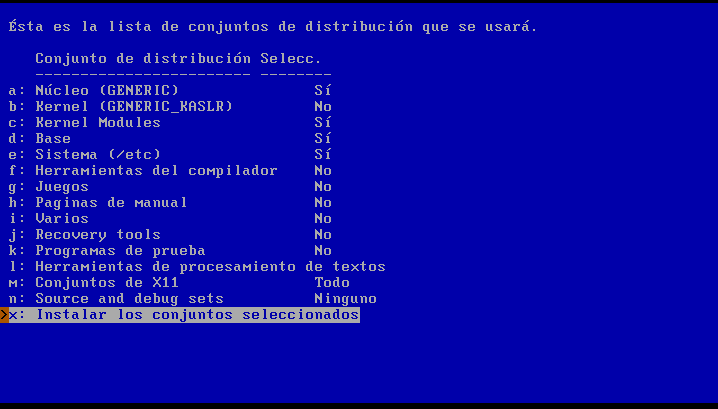 Ésta es la lista de conjuntos de distribución que se usará.
Conjunto de distribución Selecc.
------------------------ --------
a: Núcleo (GENERIC) Sí
b: Kernel (GENERIC_KASLR) No
c: Kernel Modules Sí
d: Base Sí
e: Sistema (/etc) Sí
f: Herramientas del compilador No
g: Juegos No
h: Paginas de manual No
i: Varios No
j: Recovery tools No
k: Programas de prueba No
l: Herramientas de procesamiento de textos
m: Conjuntos de X11 Todo
n: Source and debug sets Ninguno
>x: Instalar los conjuntos seleccionados